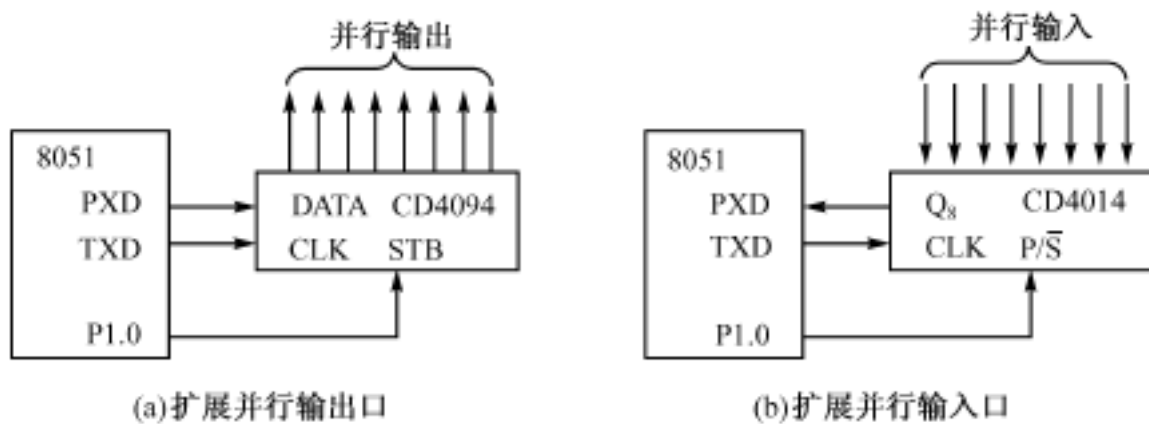 并行输出
8051
PXD
TXD
P1.0
DATA CD4094
CLK STB
(a)扩展并行输出口
并行输入
8051
PXD
TXD
P1.0
Q₈ CD4014
CLK P/S̅
(b)扩展并行输入口